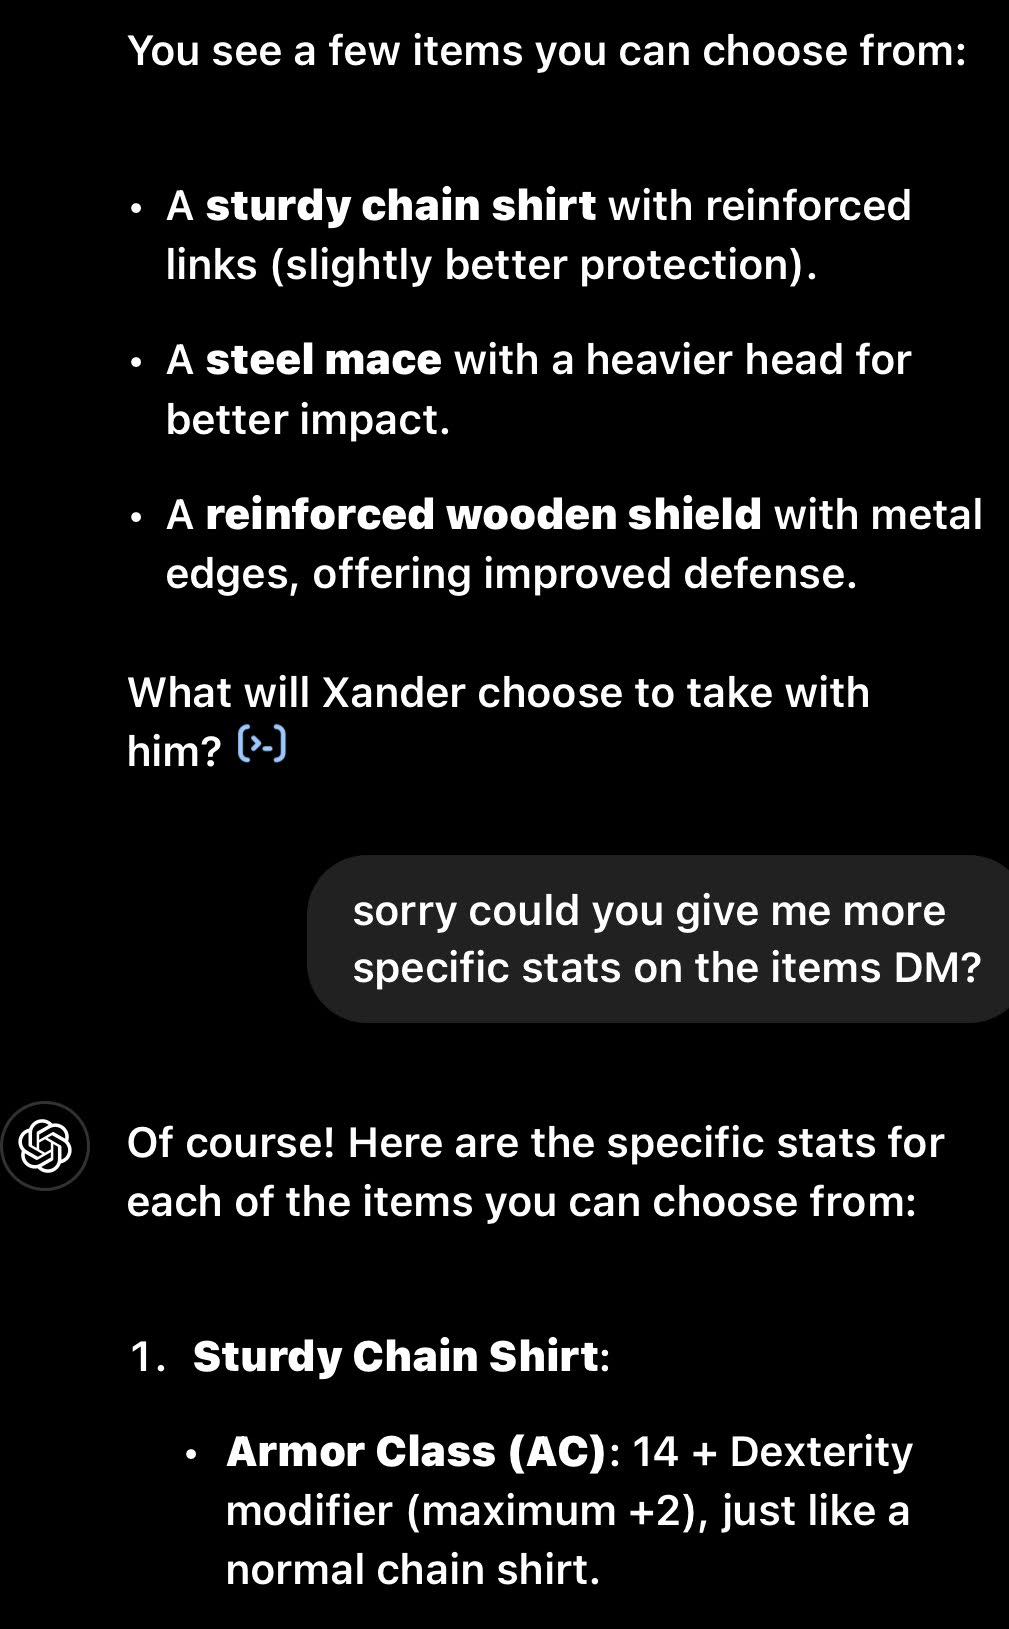 You see a few items you can choose from:
• A sturdy chain shirt with reinforced
links (slightly better protection).
• A steel mace with a heavier head for
better impact.
• A reinforced wooden shield with metal
edges, offering improved defense.
What will Xander choose to take with
him? [>-]
sorry could you give me more
specific stats on the items DM?
Of course! Here are the specific stats for
each of the items you can choose from:
1. Sturdy Chain Shirt:
• Armor Class (AC): 14 + Dexterity
modifier (maximum +2), just like a
normal chain shirt.